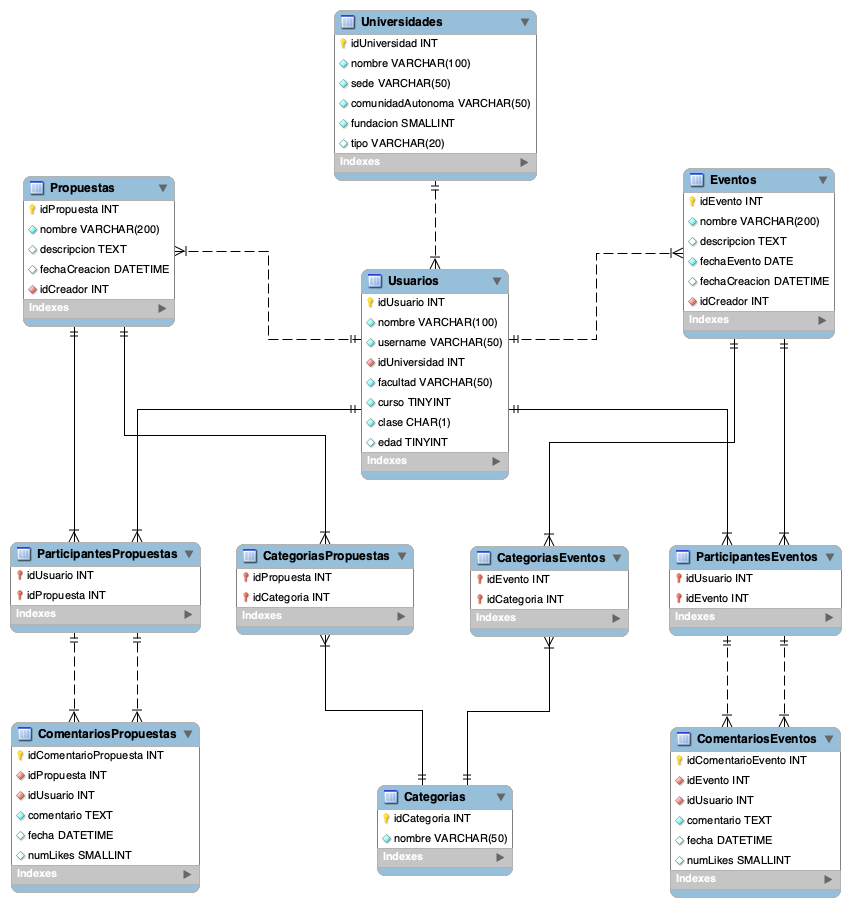 Universidades
idUniversidad INT
nombre VARCHAR(100)
sede VARCHAR(50)
comunidadAutonoma VARCHAR(50)
fundacion SMALLINT
tipo VARCHAR(20)
Indexes
Propuestas
idPropuesta INT
nombre VARCHAR(200)
descripcion TEXT
fechaCreacion DATETIME
idCreador INT
Indexes
Eventos
idEvento INT
nombre VARCHAR(200)
descripcion TEXT
fechaEvento DATE
fechaCreacion DATETIME
idCreador INT
Indexes
Usuarios
idUsuario INT
nombre VARCHAR(100)
username VARCHAR(50)
idUniversidad INT
facultad VARCHAR(50)
curso TINYINT
clase CHAR(1)
edad TINYINT
Indexes
ParticipantesPropuestas
idUsuario INT
idPropuesta INT
Indexes
CategoriasPropuestas
idPropuesta INT
idCategoria INT
Indexes
CategoriasEventos
idEvento INT
idCategoria INT
Indexes
ParticipantesEventos
idUsuario INT
idEvento INT
Indexes
ComentariosPropuestas
idComentarioPropuesta INT
idPropuesta INT
idUsuario INT
comentario TEXT
fecha DATETIME
numLikes SMALLINT
Indexes
Categorias
idCategoria INT
nombre VARCHAR(50)
Indexes
ComentariosEventos
idComentarioEvento INT
idEvento INT
idUsuario INT
comentario TEXT
fecha DATETIME
numLikes SMALLINT
Indexes